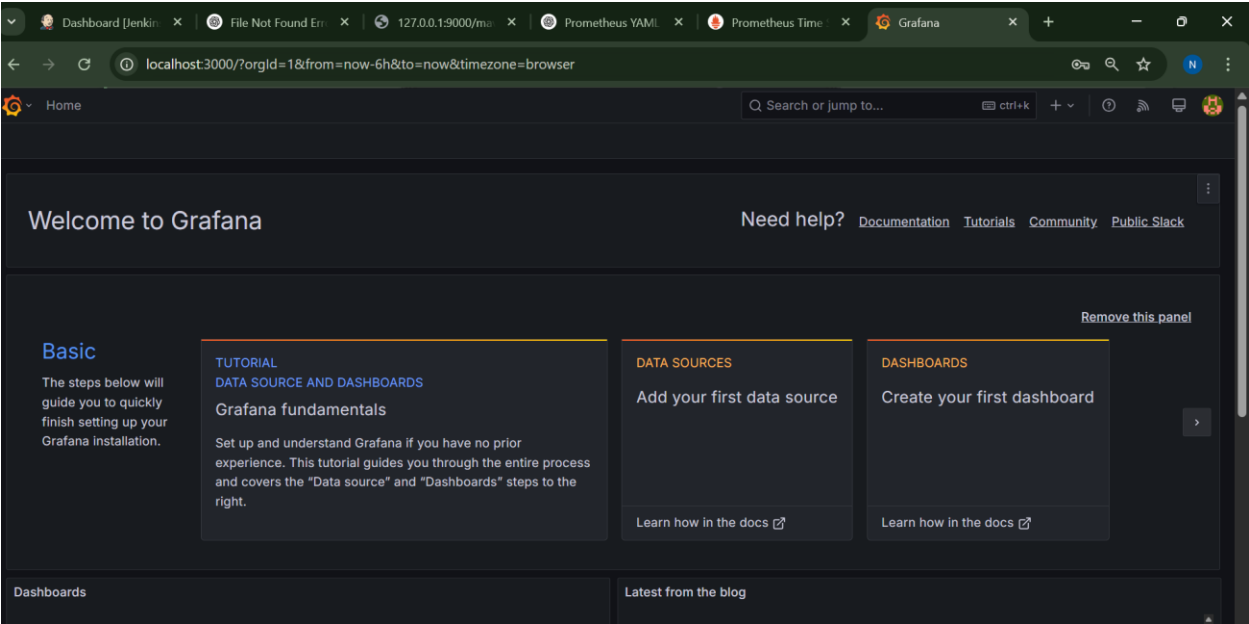 Dashboard [Jenkin
File Not Found Err
127.0.0.1:9000/ma
Prometheus YAML
Prometheus Time
Grafana
localhost:3000/?orgId=1&from=now-6h&to=now&timezone=browser
N
Home
Search or jump to...
ctrl+k
Welcome to Grafana
Need help? Documentation Tutorials Community Public Slack
Remove this panel
Basic
The steps below will
guide you to quickly
finish setting up your
Grafana installation.
TUTORIAL
DATA SOURCE AND DASHBOARDS
Grafana fundamentals
Set up and understand Grafana if you have no prior
experience. This tutorial guides you through the entire process
and covers the “Data source” and “Dashboards” steps to the
right.
DATA SOURCES
Add your first data source
Learn how in the docs
DASHBOARDS
Create your first dashboard
Learn how in the docs
Dashboards
Latest from the blog